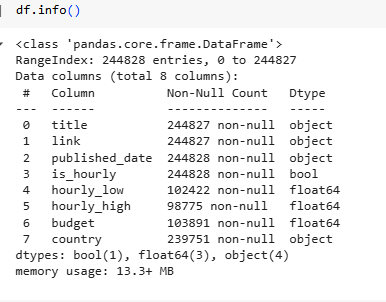 df.info()
<class 'pandas.core.frame.DataFrame'>
RangeIndex: 244828 entries, 0 to 244827
Data columns (total 8 columns):
 #   Column          Non-Null Count   Dtype
---  ------          --------------   -----
 0   title           244827 non-null  object
 1   link            244827 non-null  object
 2   published_date  244828 non-null  object
 3   is_hourly       244828 non-null  bool
 4   hourly_low      102422 non-null  float64
 5   hourly_high     98775 non-null   float64
 6   budget          103891 non-null  float64
 7   country         239751 non-null  object
dtypes: bool(1), float64(3), object(4)
memory usage: 13.3+ MB